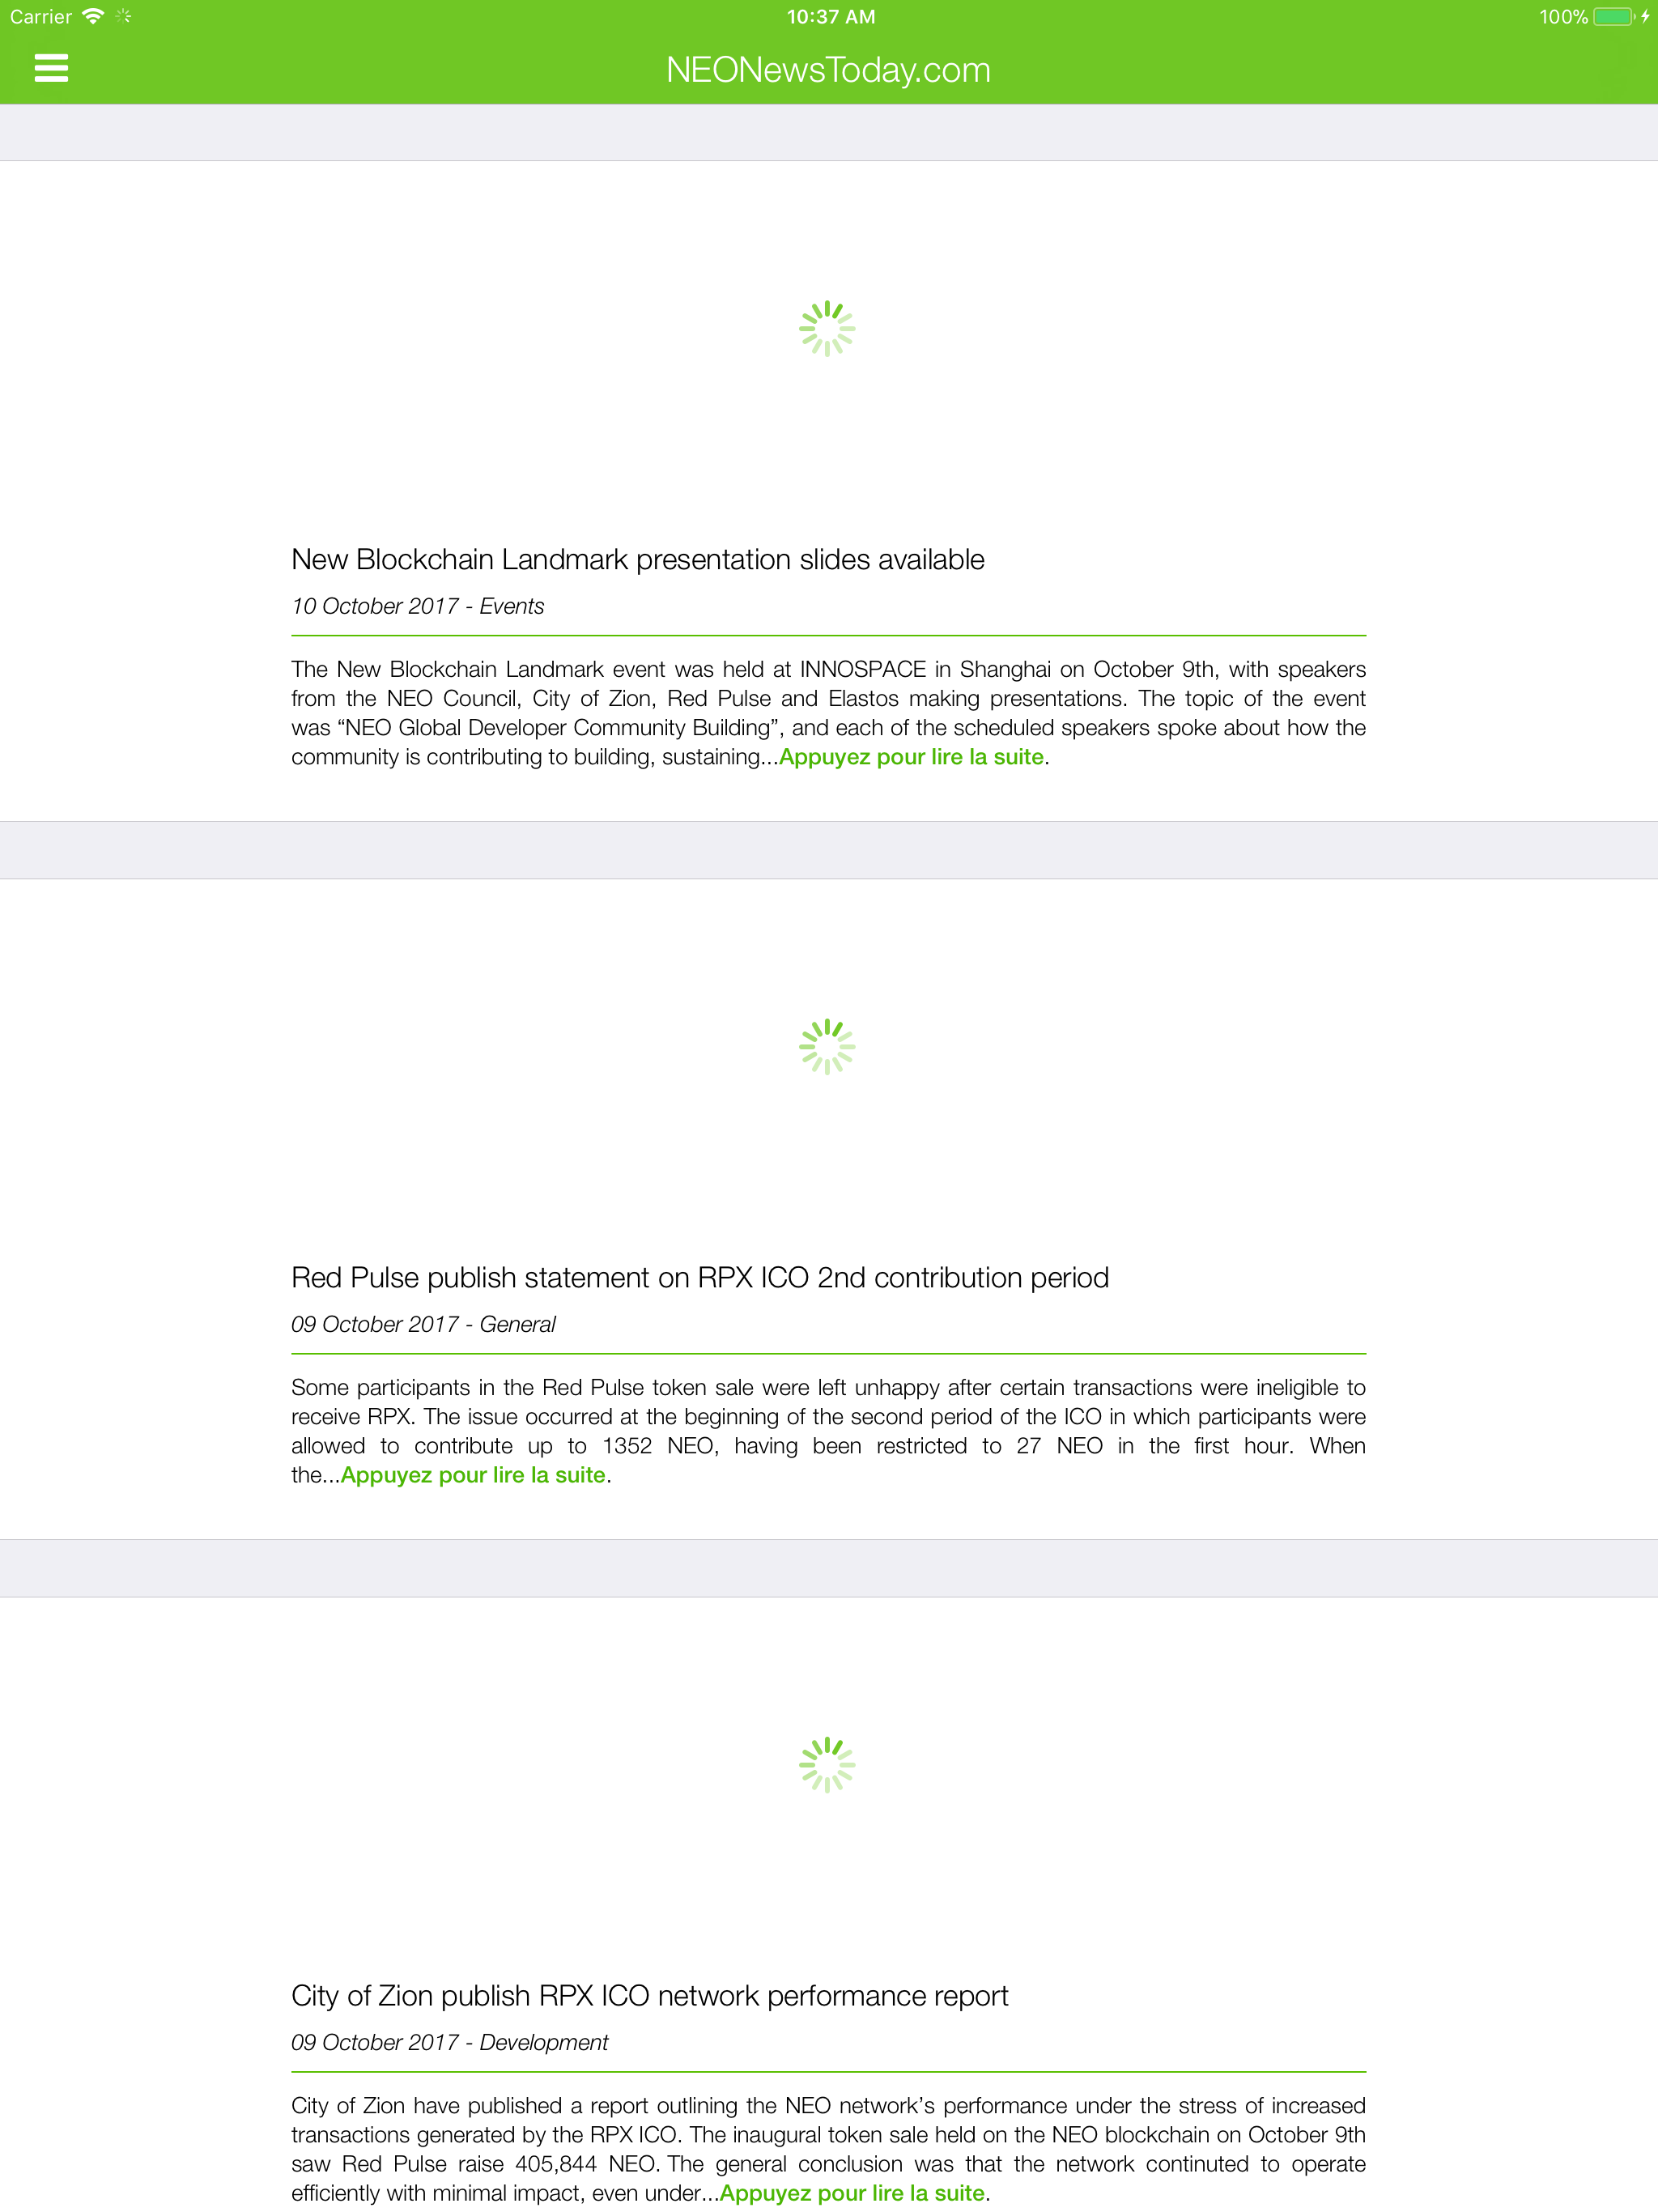 Carrier 10:37 AM 100%
NEONewsToday.com
New Blockchain Landmark presentation slides available
10 October 2017 - Events
The New Blockchain Landmark event was held at INNOSPACE in Shanghai on October 9th, with speakers
from the NEO Council, City of Zion, Red Pulse and Elastos making presentations. The topic of the event
was “NEO Global Developer Community Building”, and each of the scheduled speakers spoke about how the
community is contributing to building, sustaining...Appuyez pour lire la suite.
Red Pulse publish statement on RPX ICO 2nd contribution period
09 October 2017 - General
Some participants in the Red Pulse token sale were left unhappy after certain transactions were ineligible to
receive RPX. The issue occurred at the beginning of the second period of the ICO in which participants were
allowed to contribute up to 1352 NEO, having been restricted to 27 NEO in the first hour. When
the...Appuyez pour lire la suite.
City of Zion publish RPX ICO network performance report
09 October 2017 - Development
City of Zion have published a report outlining the NEO network’s performance under the stress of increased
transactions generated by the RPX ICO. The inaugural token sale held on the NEO blockchain on October 9th
saw Red Pulse raise 405,844 NEO. The general conclusion was that the network continuted to operate
efficiently with minimal impact, even under...Appuyez pour lire la suite.